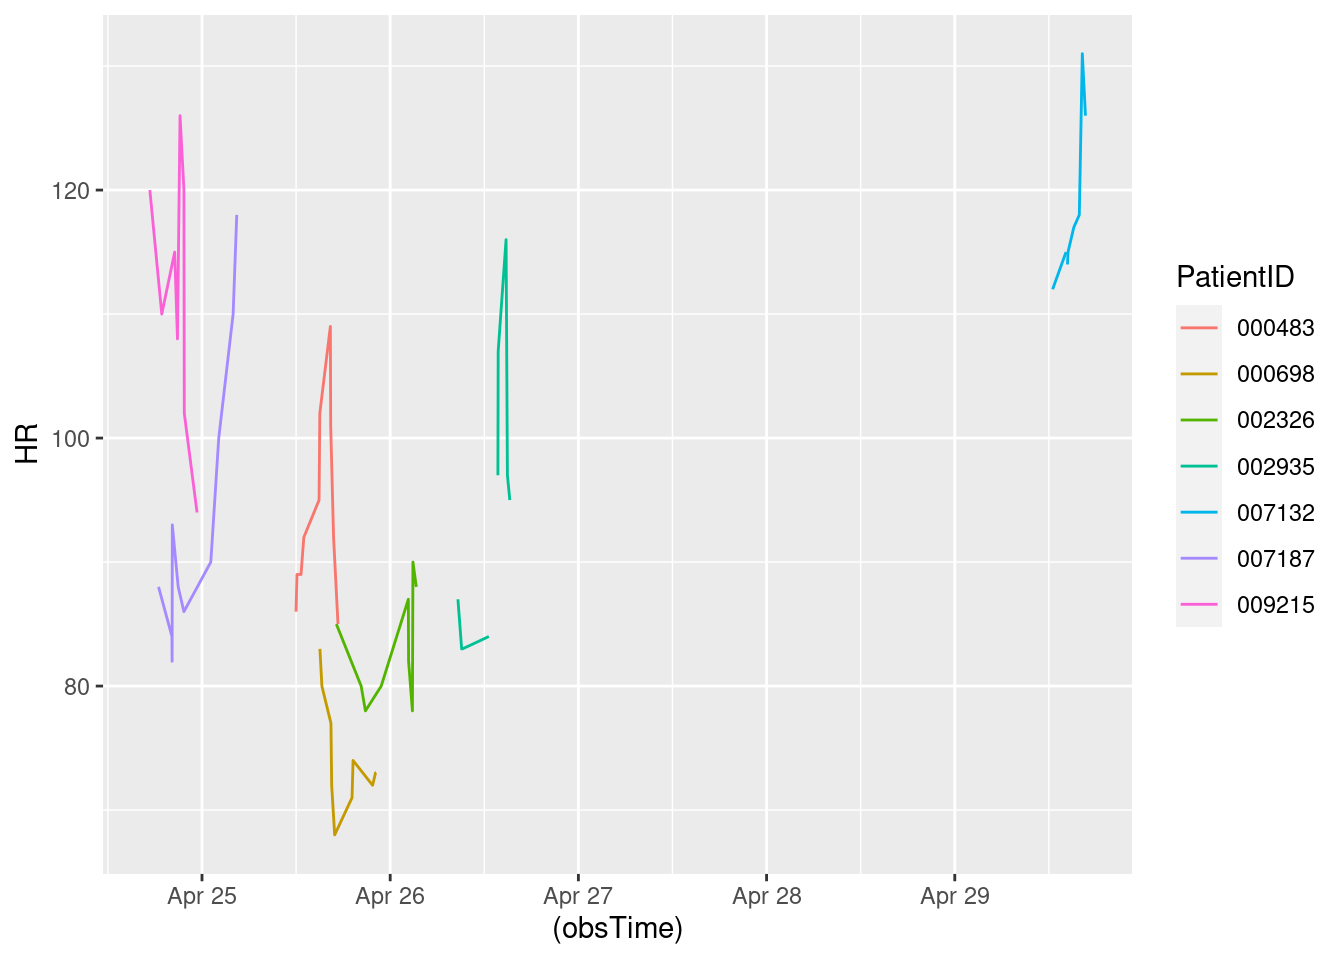 120
100
80
HR
Apr 25
Apr 26
Apr 27
Apr 28
Apr 29
(obsTime)
PatientID
000483
000698
002326
002935
007132
007187
009215